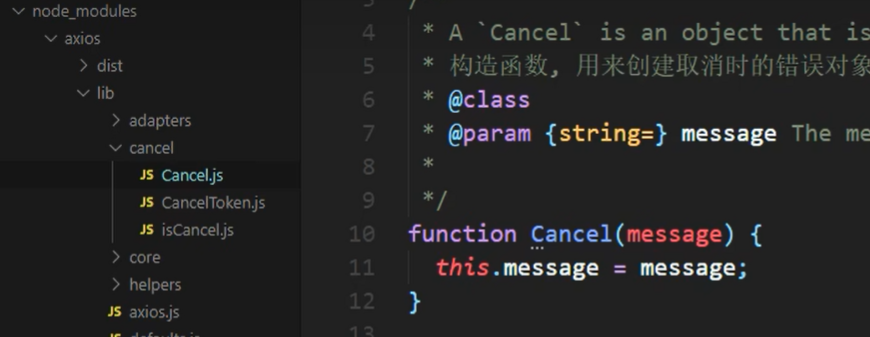 node_modules
axios
dist
lib
adapters
cancel
JS Cancel.js
JS CancelToken.js
JS isCancel.js
core
helpers
JS axios.js
JS
3 /
4 * A `Cancel` is an object that is
5 * 构造函数, 用来创建取消时的错误对象
6 * @class
7 * @param {string=} message The me
8 *
9 */
10 function Cancel(message) {
11 this.message = message;
12 }
13